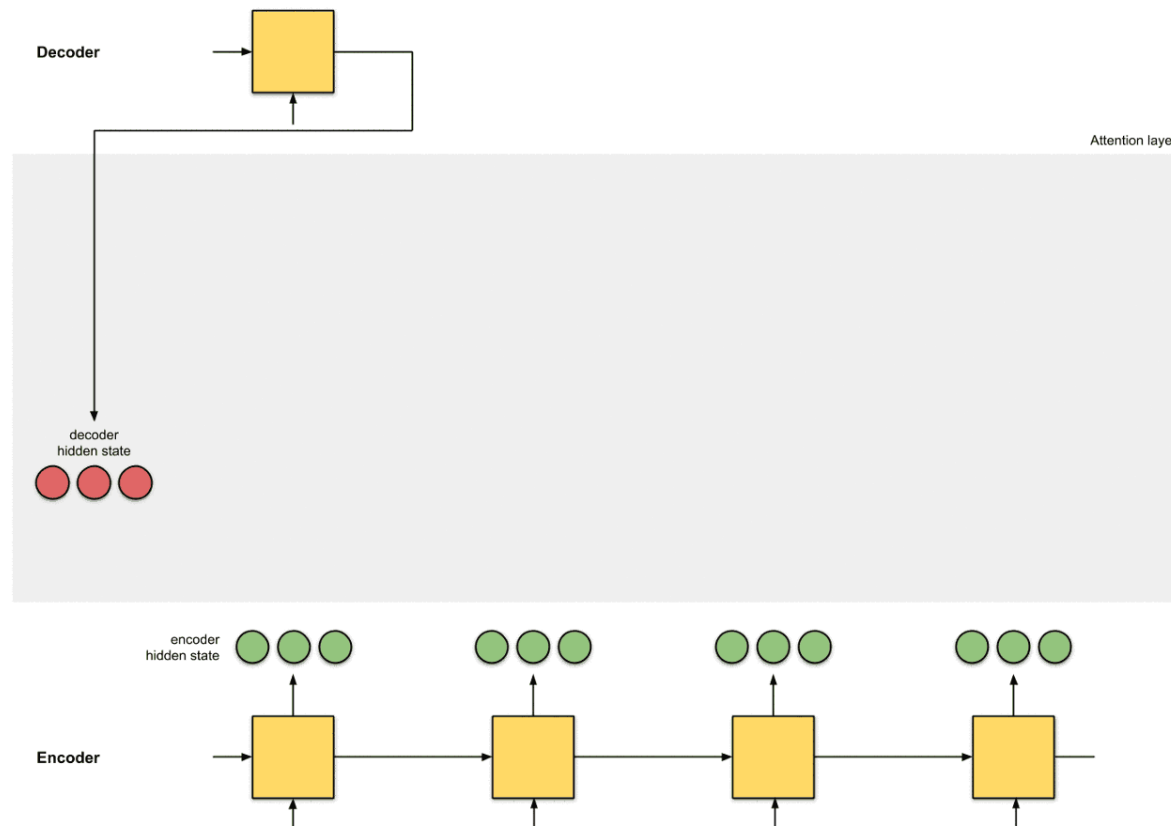 Decoder
Attention laye
decoder
hidden state
encoder
hidden state
Encoder